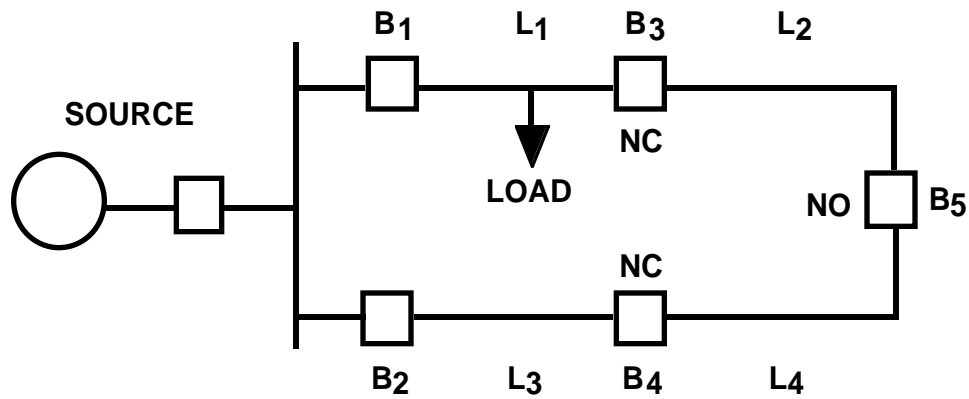 B1 L1 B3 L2
SOURCE
NC
LOAD
NO B5
NC
B2 L3 B4 L4